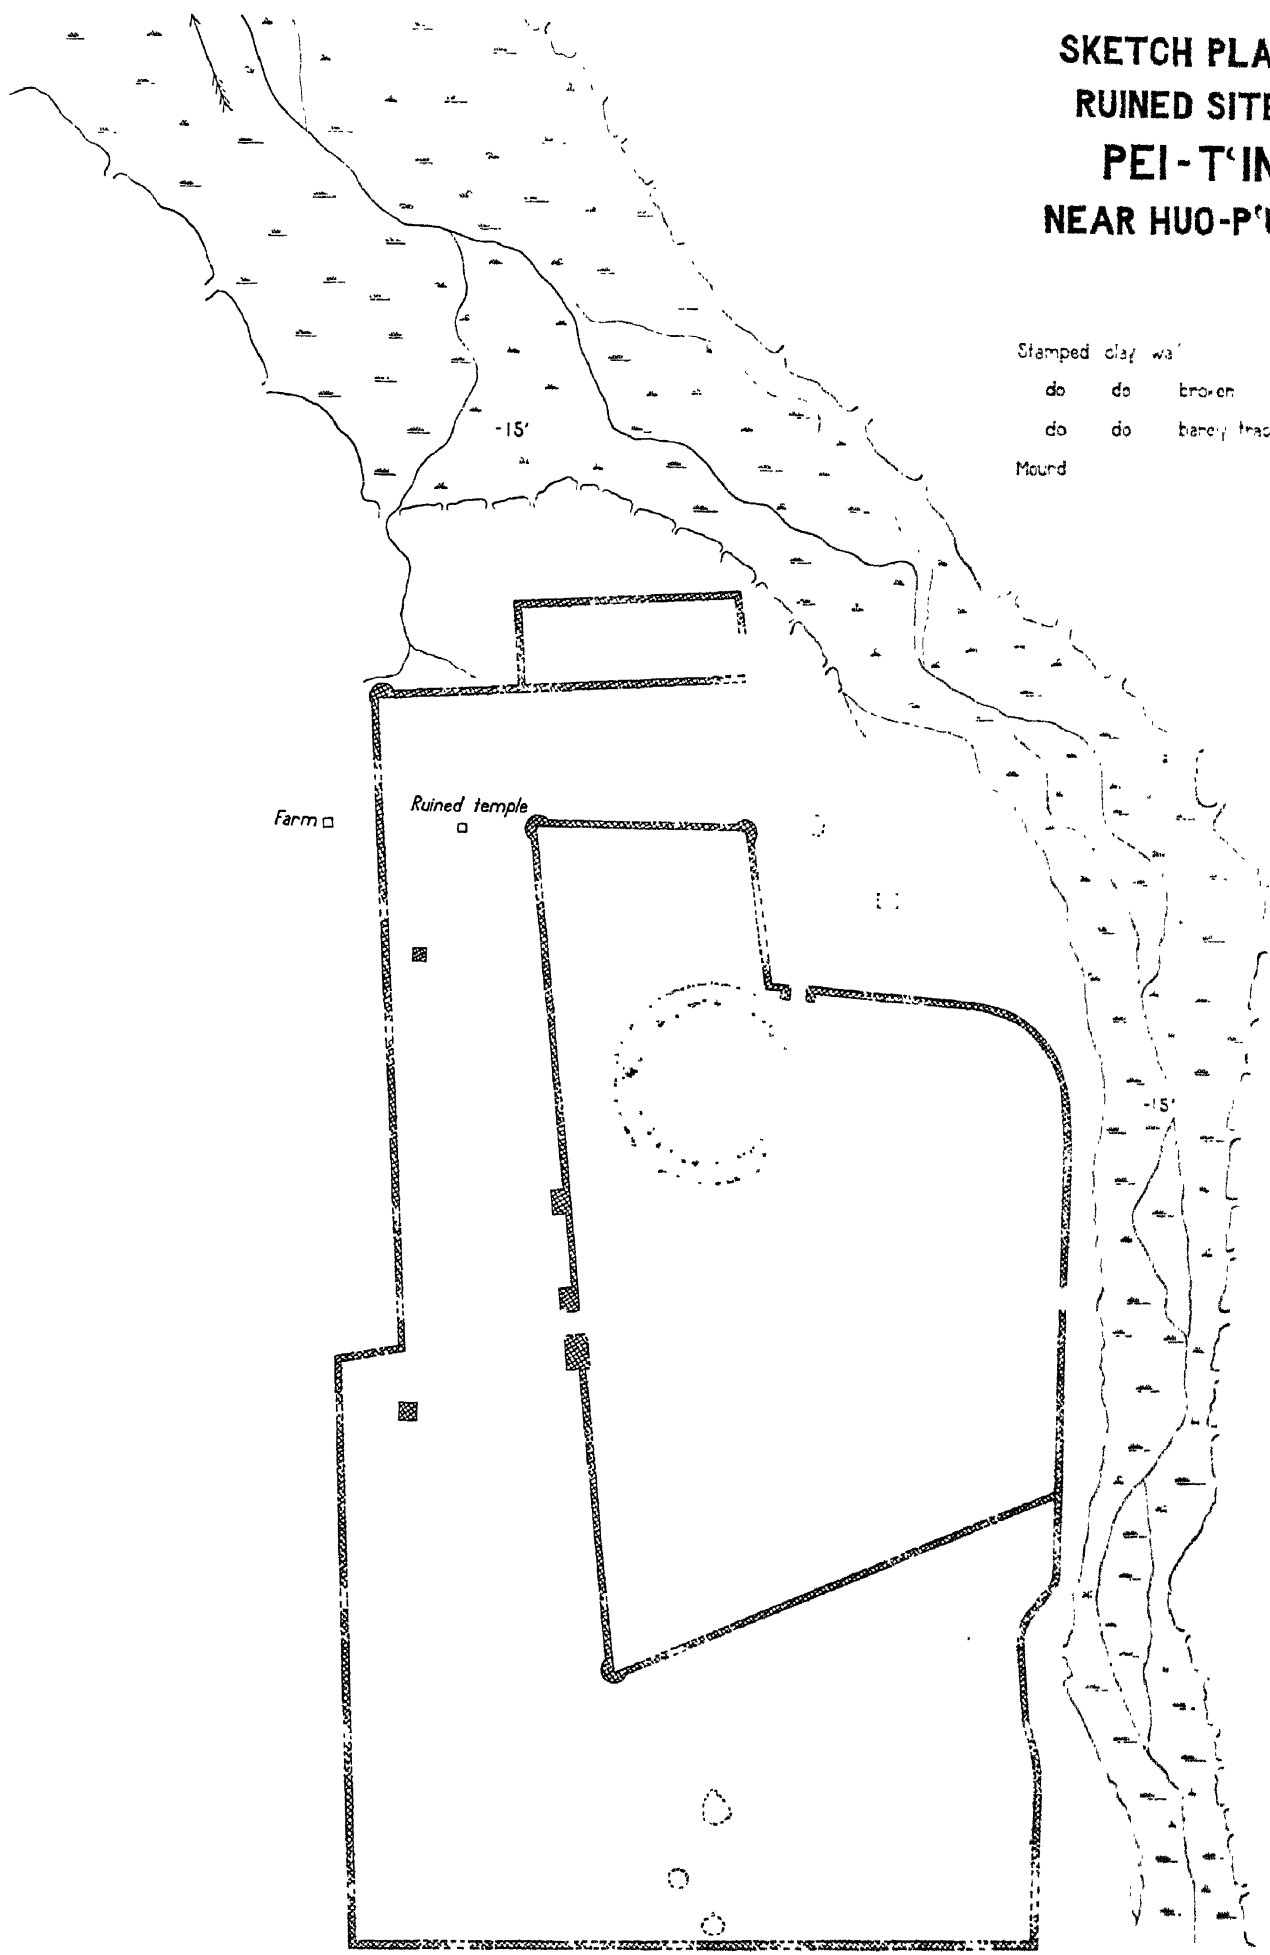 SKETCH PLA
RUINED SITE
PEI-T‘IN
NEAR HUO-P‘U
Stamped clay wa
do do broken
do do barely trac
Mound
-15'
Ruined temple
Farm
-15'